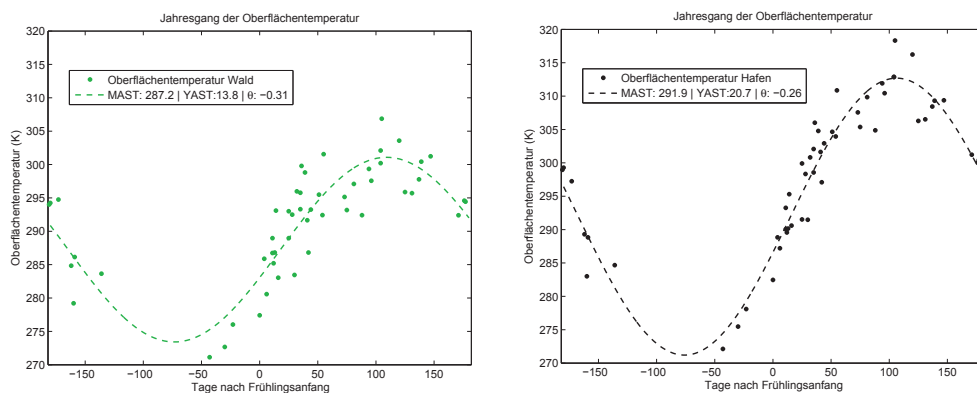 Jahresgang der Oberflächentemperatur
320
315
310
305
300
295
290
285
280
275
270
Oberflächentemperatur (K)
Oberflächentemperatur Wald
MAST: 287.2 | YAST:13.8 | θ: −0.31
−150 −100 −50 0 50 100 150
Tage nach Frühlingsanfang
Jahresgang der Oberflächentemperatur
320
315
310
305
300
295
290
285
280
275
270
Oberflächentemperatur (K)
Oberflächentemperatur Hafen
MAST: 291.9 | YAST:20.7 | θ: −0.26
−150 −100 −50 0 50 100 150
Tage nach Frühlingsanfang